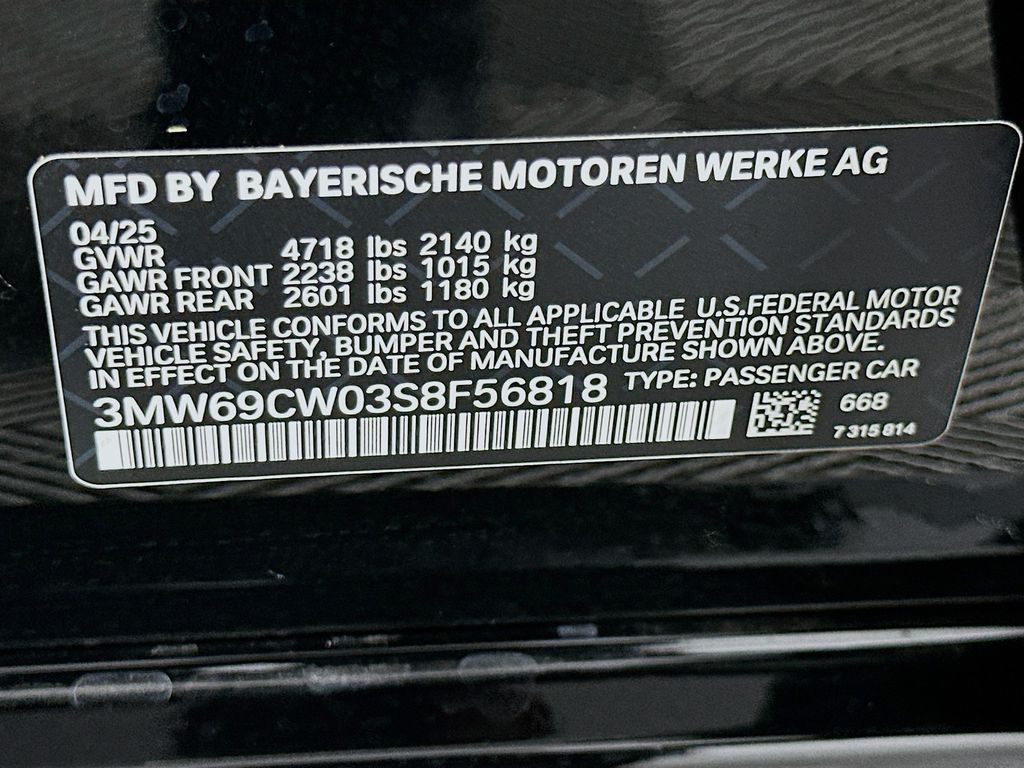 MFD BY BAYERISCHE MOTOREN WERKE AG
04/25
GVWR 4718 lbs 2140 kg
GAWR FRONT 2238 lbs 1015 kg
GAWR REAR 2601 lbs 1180 kg
THIS VEHICLE CONFORMS TO ALL APPLICABLE U.S.FEDERAL MOTOR
VEHICLE SAFETY, BUMPER AND THEFT PREVENTION STANDARDS
IN EFFECT ON THE DATE OF MANUFACTURE SHOWN ABOVE.
3MW69CW03S8F56818 TYPE: PASSENGER CAR
668
7 315 814